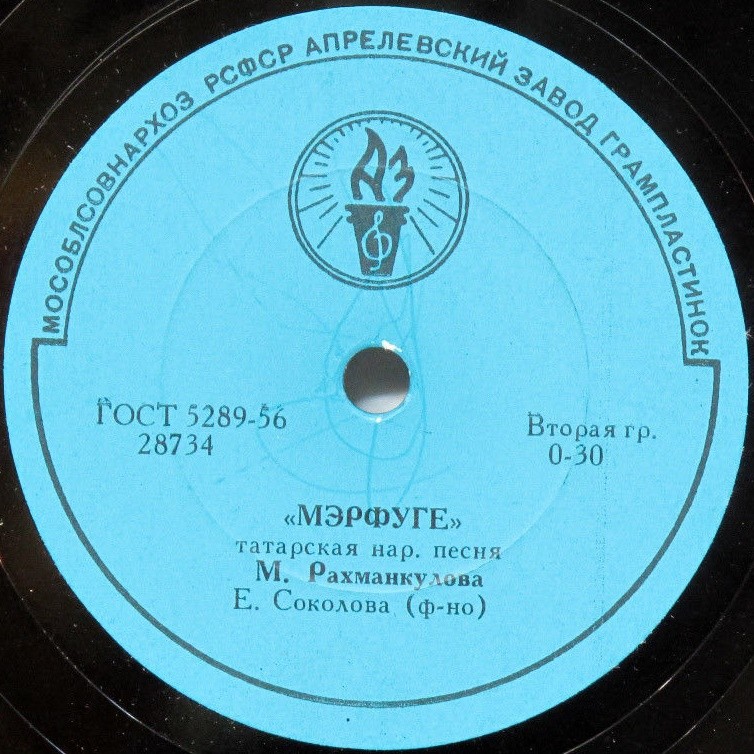 МОСОБЛСОВНАРХОЗ РСФСР АПРЕЛЕВСКИЙ ЗАВОД ГРАМПЛАСТИНОК
АЗ
ГОСТ 5289-56
28734
Вторая гр.
0-30
«МЭРФУГЕ»
татарская нар. песня
М. Рахманкулова
Е. Соколова (ф-но)